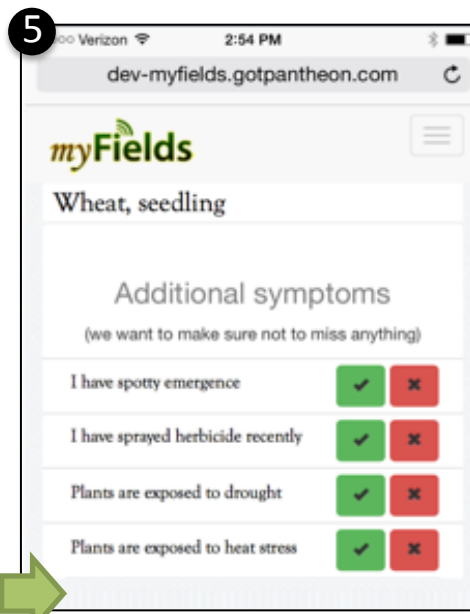 5
Verizon 2:54 PM
dev-myfields.gotpantheon.com
myFields
Wheat, seedling
Additional symptoms
(we want to make sure not to miss anything)
I have spotty emergence
I have sprayed herbicide recently
Plants are exposed to drought
Plants are exposed to heat stress